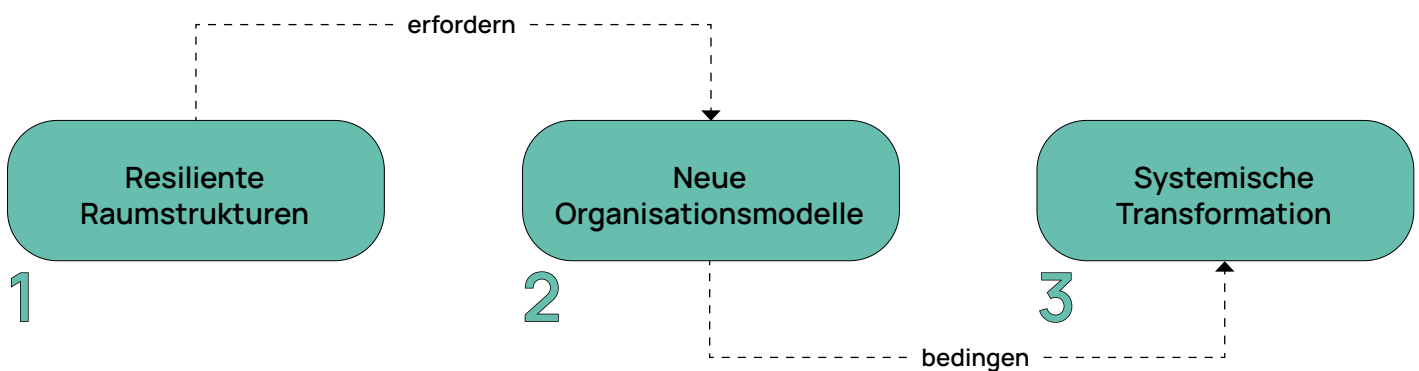 erfordern
Resiliente
Raumstrukturen
Neue
Organisationsmodelle
Systemische
Transformation
1
2
3
bedingen